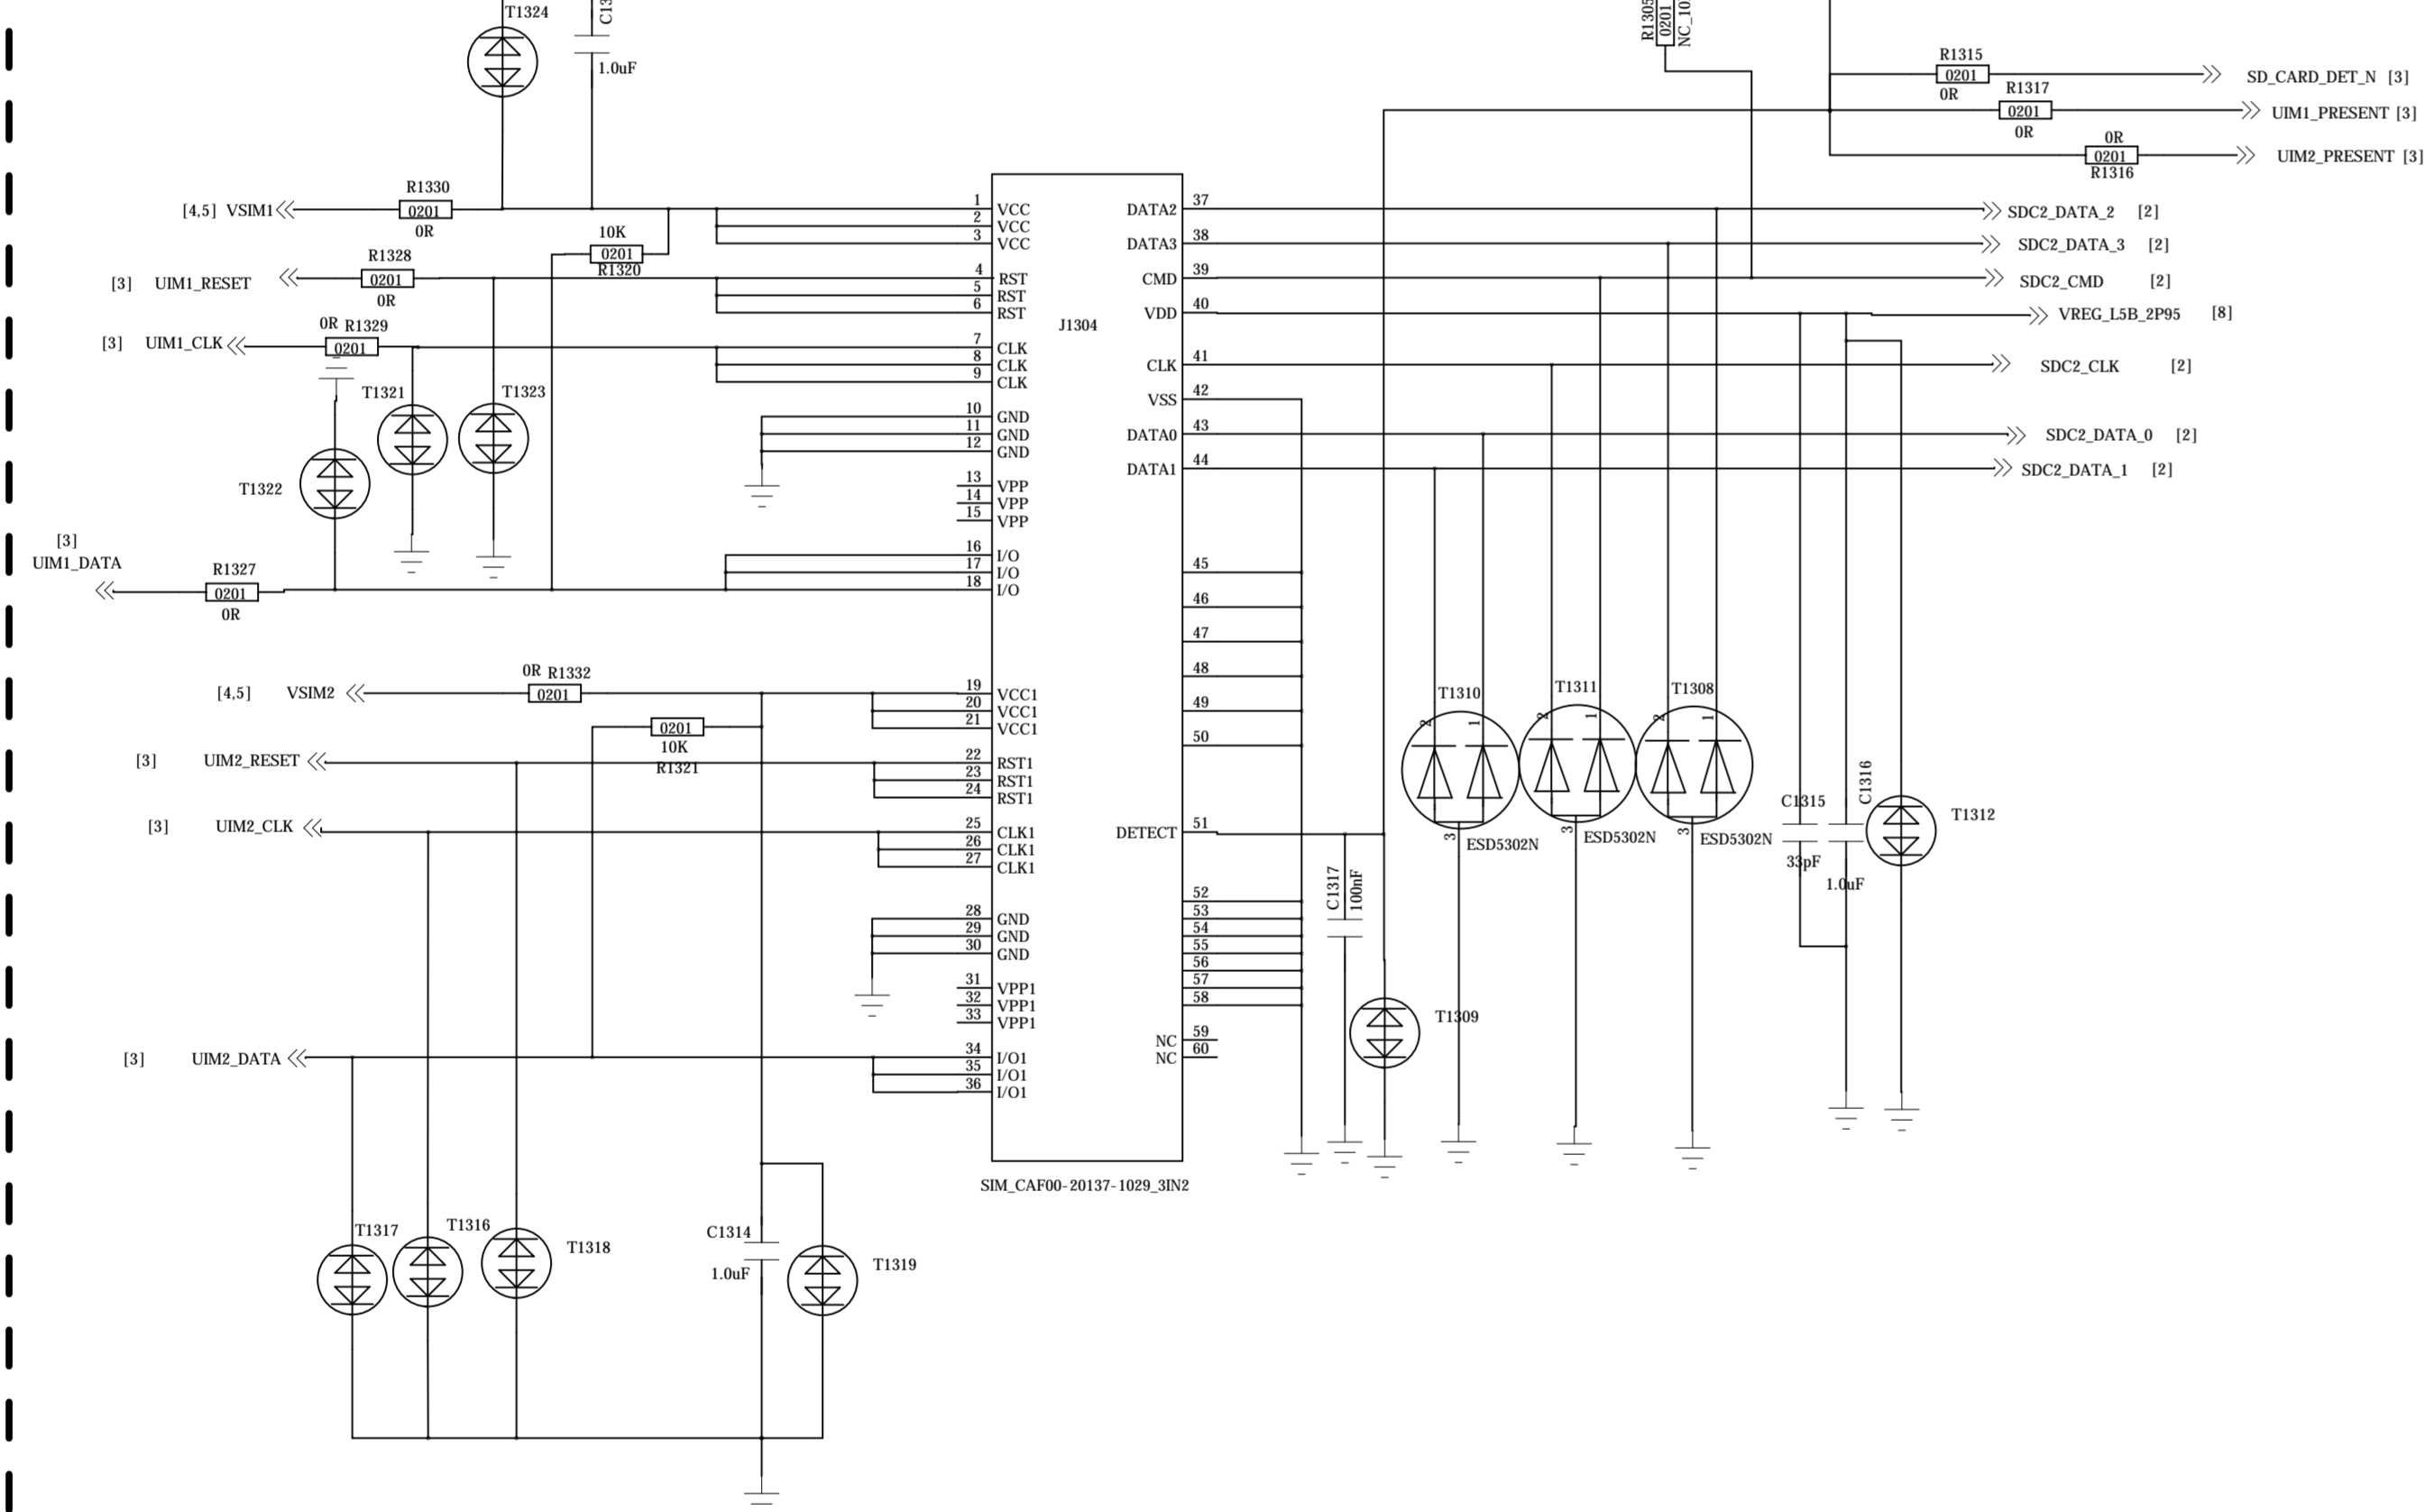 T1324
1.0uF
R1305
0201
R1315
0201
0R
SD_CARD_DET_N [3]
R1317
0201
0R
UIM1_PRESENT [3]
0R
0201
R1316
UIM2_PRESENT [3]
[4,5] VSIM1
R1330
0201
0R
10K
0201
R1320
[3] UIM1_RESET
R1328
0201
0R
[3] UIM1_CLK
0R R1329
0201
T1321
T1323
T1322
[3]
UIM1_DATA
R1327
0201
0R
J1304
1 VCC
2 VCC
3 VCC
4 RST
5 RST
6 RST
7 CLK
8 CLK
9 CLK
10 GND
11 GND
12 GND
13 VPP
14 VPP
15 VPP
16 I/O
17 I/O
18 I/O
19 VCC1
20 VCC1
21 VCC1
22 RST1
23 RST1
24 RST1
25 CLK1
26 CLK1
27 CLK1
28 GND
29 GND
30 GND
31 VPP1
32 VPP1
33 VPP1
34 I/O1
35 I/O1
36 I/O1
DATA2 37 SDC2_DATA_2 [2]
DATA3 38 SDC2_DATA_3 [2]
CMD 39 SDC2_CMD [2]
VDD 40 VREG_L5B_2P95 [8]
CLK 41 SDC2_CLK [2]
VSS 42
DATA0 43 SDC2_DATA_0 [2]
DATA1 44 SDC2_DATA_1 [2]
45
46
47
48
49
50
DETECT 51
52
53
54
55
56
57
58
NC 59
NC 60
SIM_CAF00-20137-1029_3IN2
[4,5] VSIM2
0R R1332
0201
0201
10K
R1321
[3] UIM2_RESET
[3] UIM2_CLK
[3] UIM2_DATA
T1317
T1316
T1318
C1314
1.0uF
T1319
C1317
100nF
T1309
T1310
2 1
3
ESD5302N
T1311
2 1
3
ESD5302N
T1308
2 1
3
ESD5302N
C1315
33pF
C1316
1.0uF
T1312